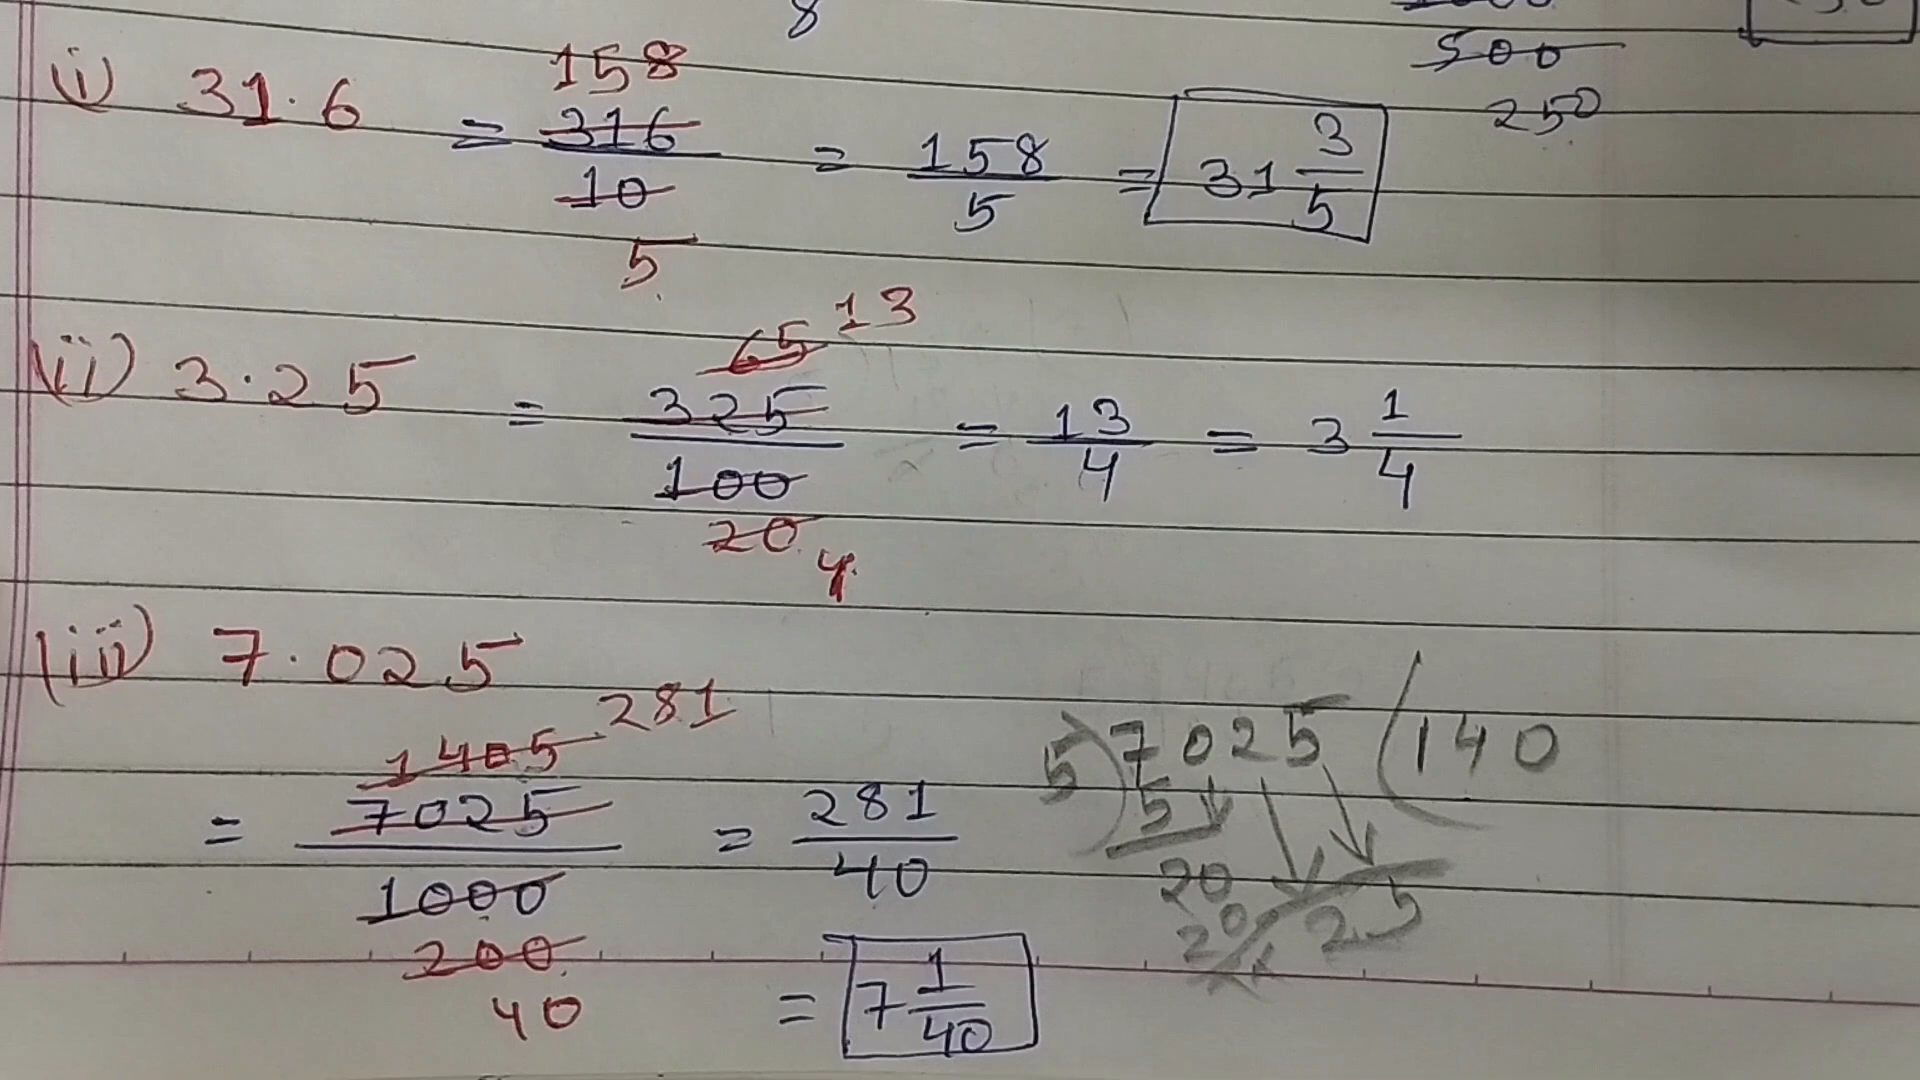 8
500
250
(i) 31.6 = 158 316/10 5 = 158/5 = 31 3/5
(ii) 3.25 = 65 13 325/100 20 4 = 13/4 = 3 1/4
(iii) 7.025
1405 281
= 7025/1000 = 281/40
200
40
= 7 1/40
5)7025(140
5
20
20
25